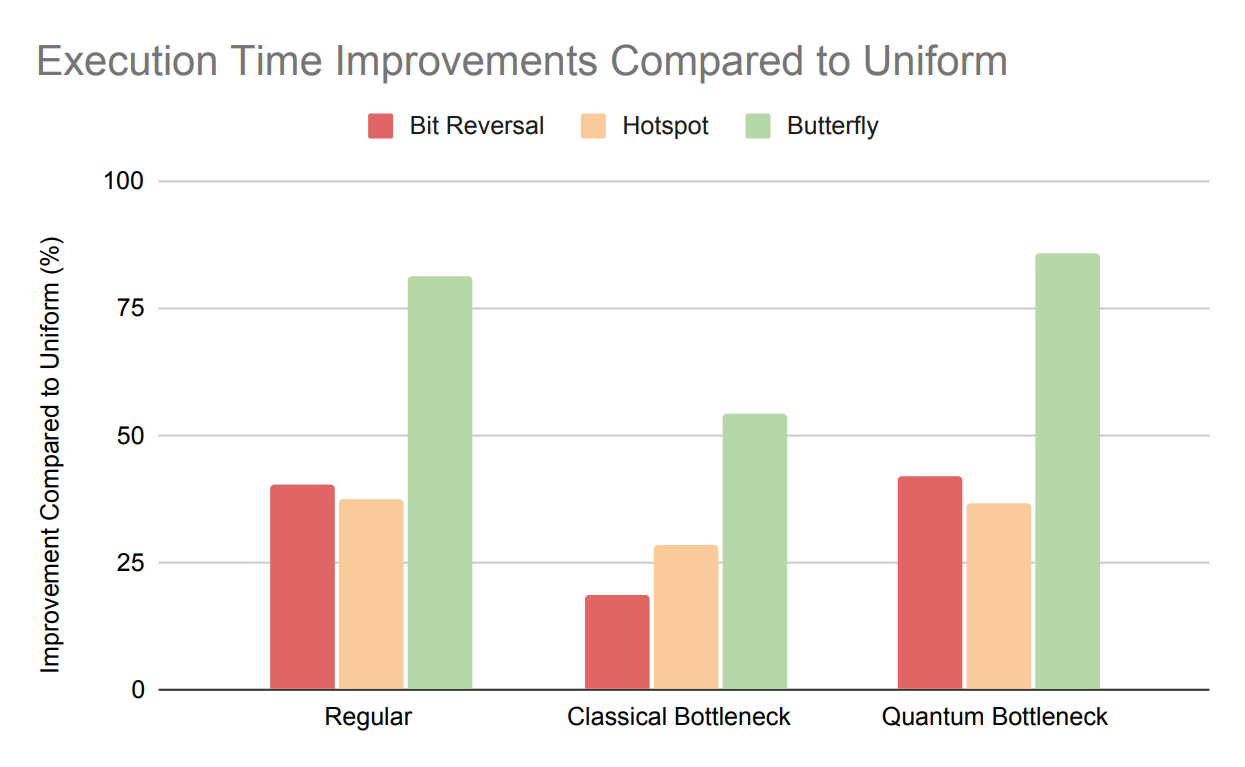 Execution Time Improvements Compared to Uniform
Bit Reversal Hotspot Butterfly
Improvement Compared to Uniform (%)
100
75
50
25
0
Regular Classical Bottleneck Quantum Bottleneck